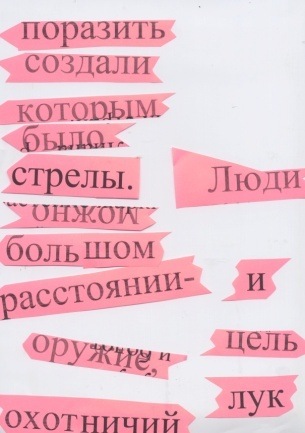 поразить
создали
которым
было
стрелы.
Люди
можно
большом
расстоянии-
и
оружие,
цель
лук
охотничий